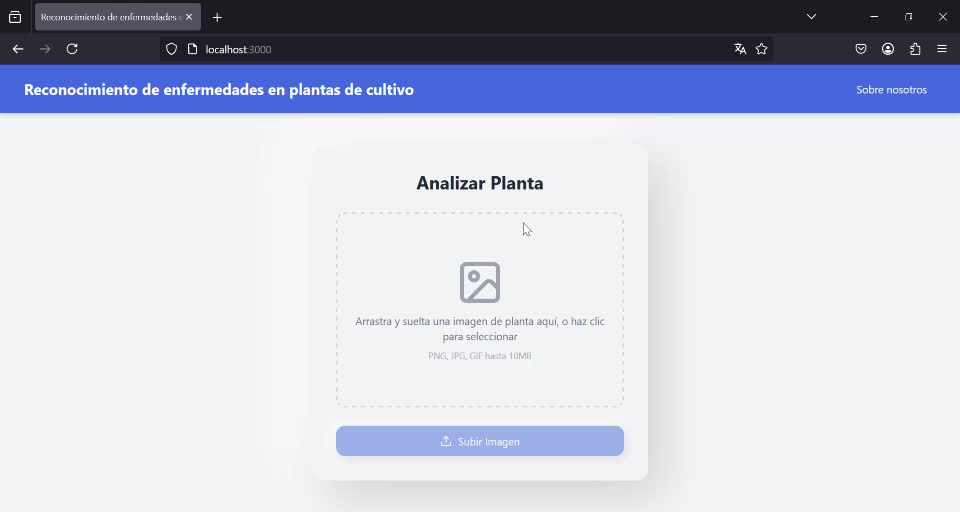 Reconocimiento de enfermedades
localhost:3000
Reconocimiento de enfermedades en plantas de cultivo
Sobre nosotros
Analizar Planta
Arrastra y suelta una imagen de planta aquí, o haz clic
para seleccionar
PNG, JPG, GIF hasta 10MB
Subir Imagen